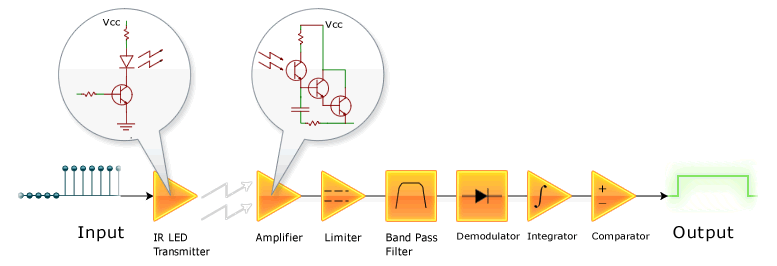 Vcc
Vcc
+
−
Input
IR LED
Transmitter
Amplifier
Limiter
Band Pass
Filter
Demodulator
Integrator
Comparator
Output